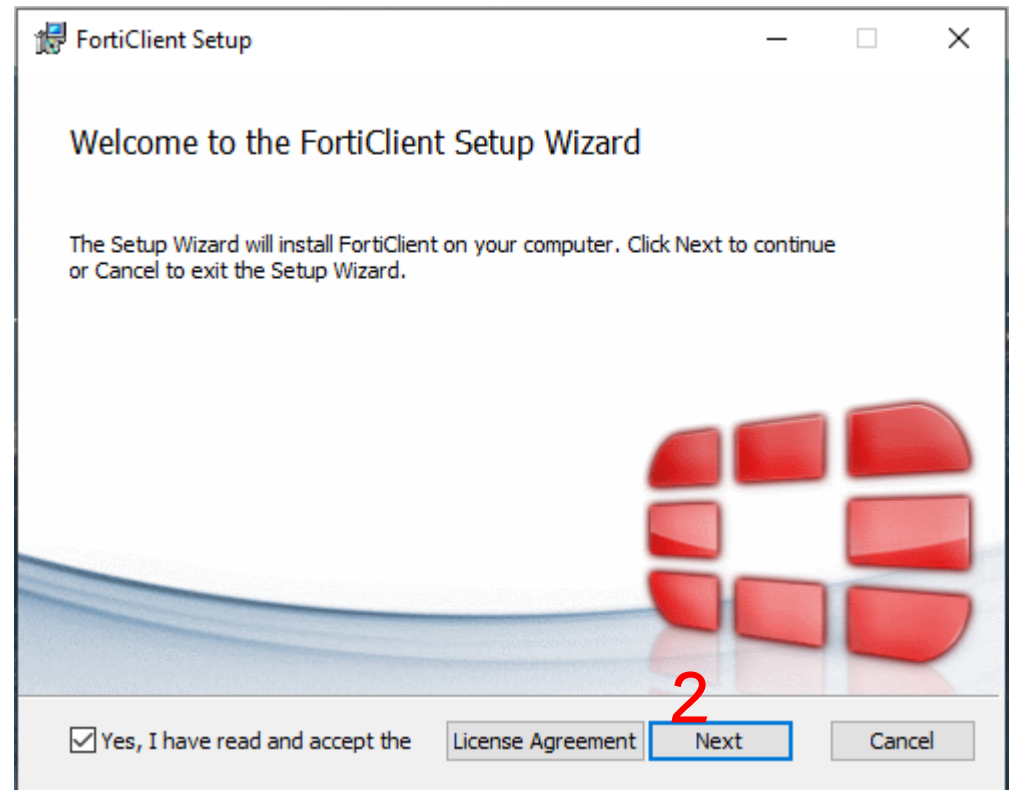 FortiClient Setup
Welcome to the FortiClient Setup Wizard
The Setup Wizard will install FortiClient on your computer. Click Next to continue
or Cancel to exit the Setup Wizard.
2
Yes, I have read and accept the License Agreement Next Cancel